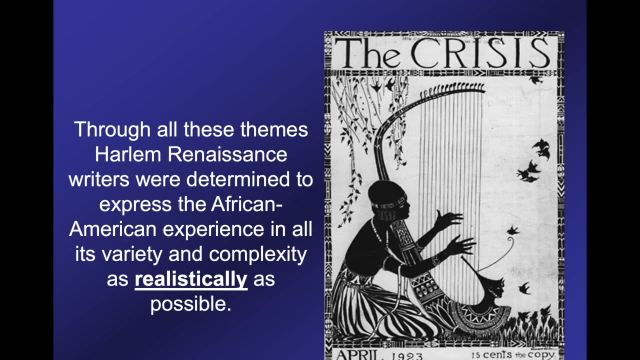 Through all these themes
Harlem Renaissance
writers were determined to
express the African-
American experience in all
its variety and complexity
as realistically as
possible.
The CRISIS
APRIL 1923
15 cents the copy